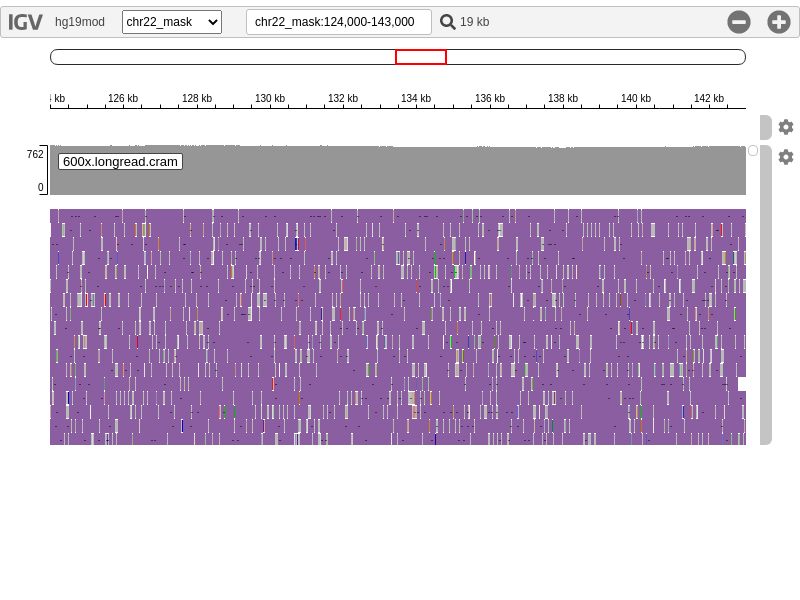 IGV hg19mod chr22_mask chr22_mask:124,000-143,000 19 kb
kb 126 kb 128 kb 130 kb 132 kb 134 kb 136 kb 138 kb 140 kb 142 kb
762
600x.longread.cram
0